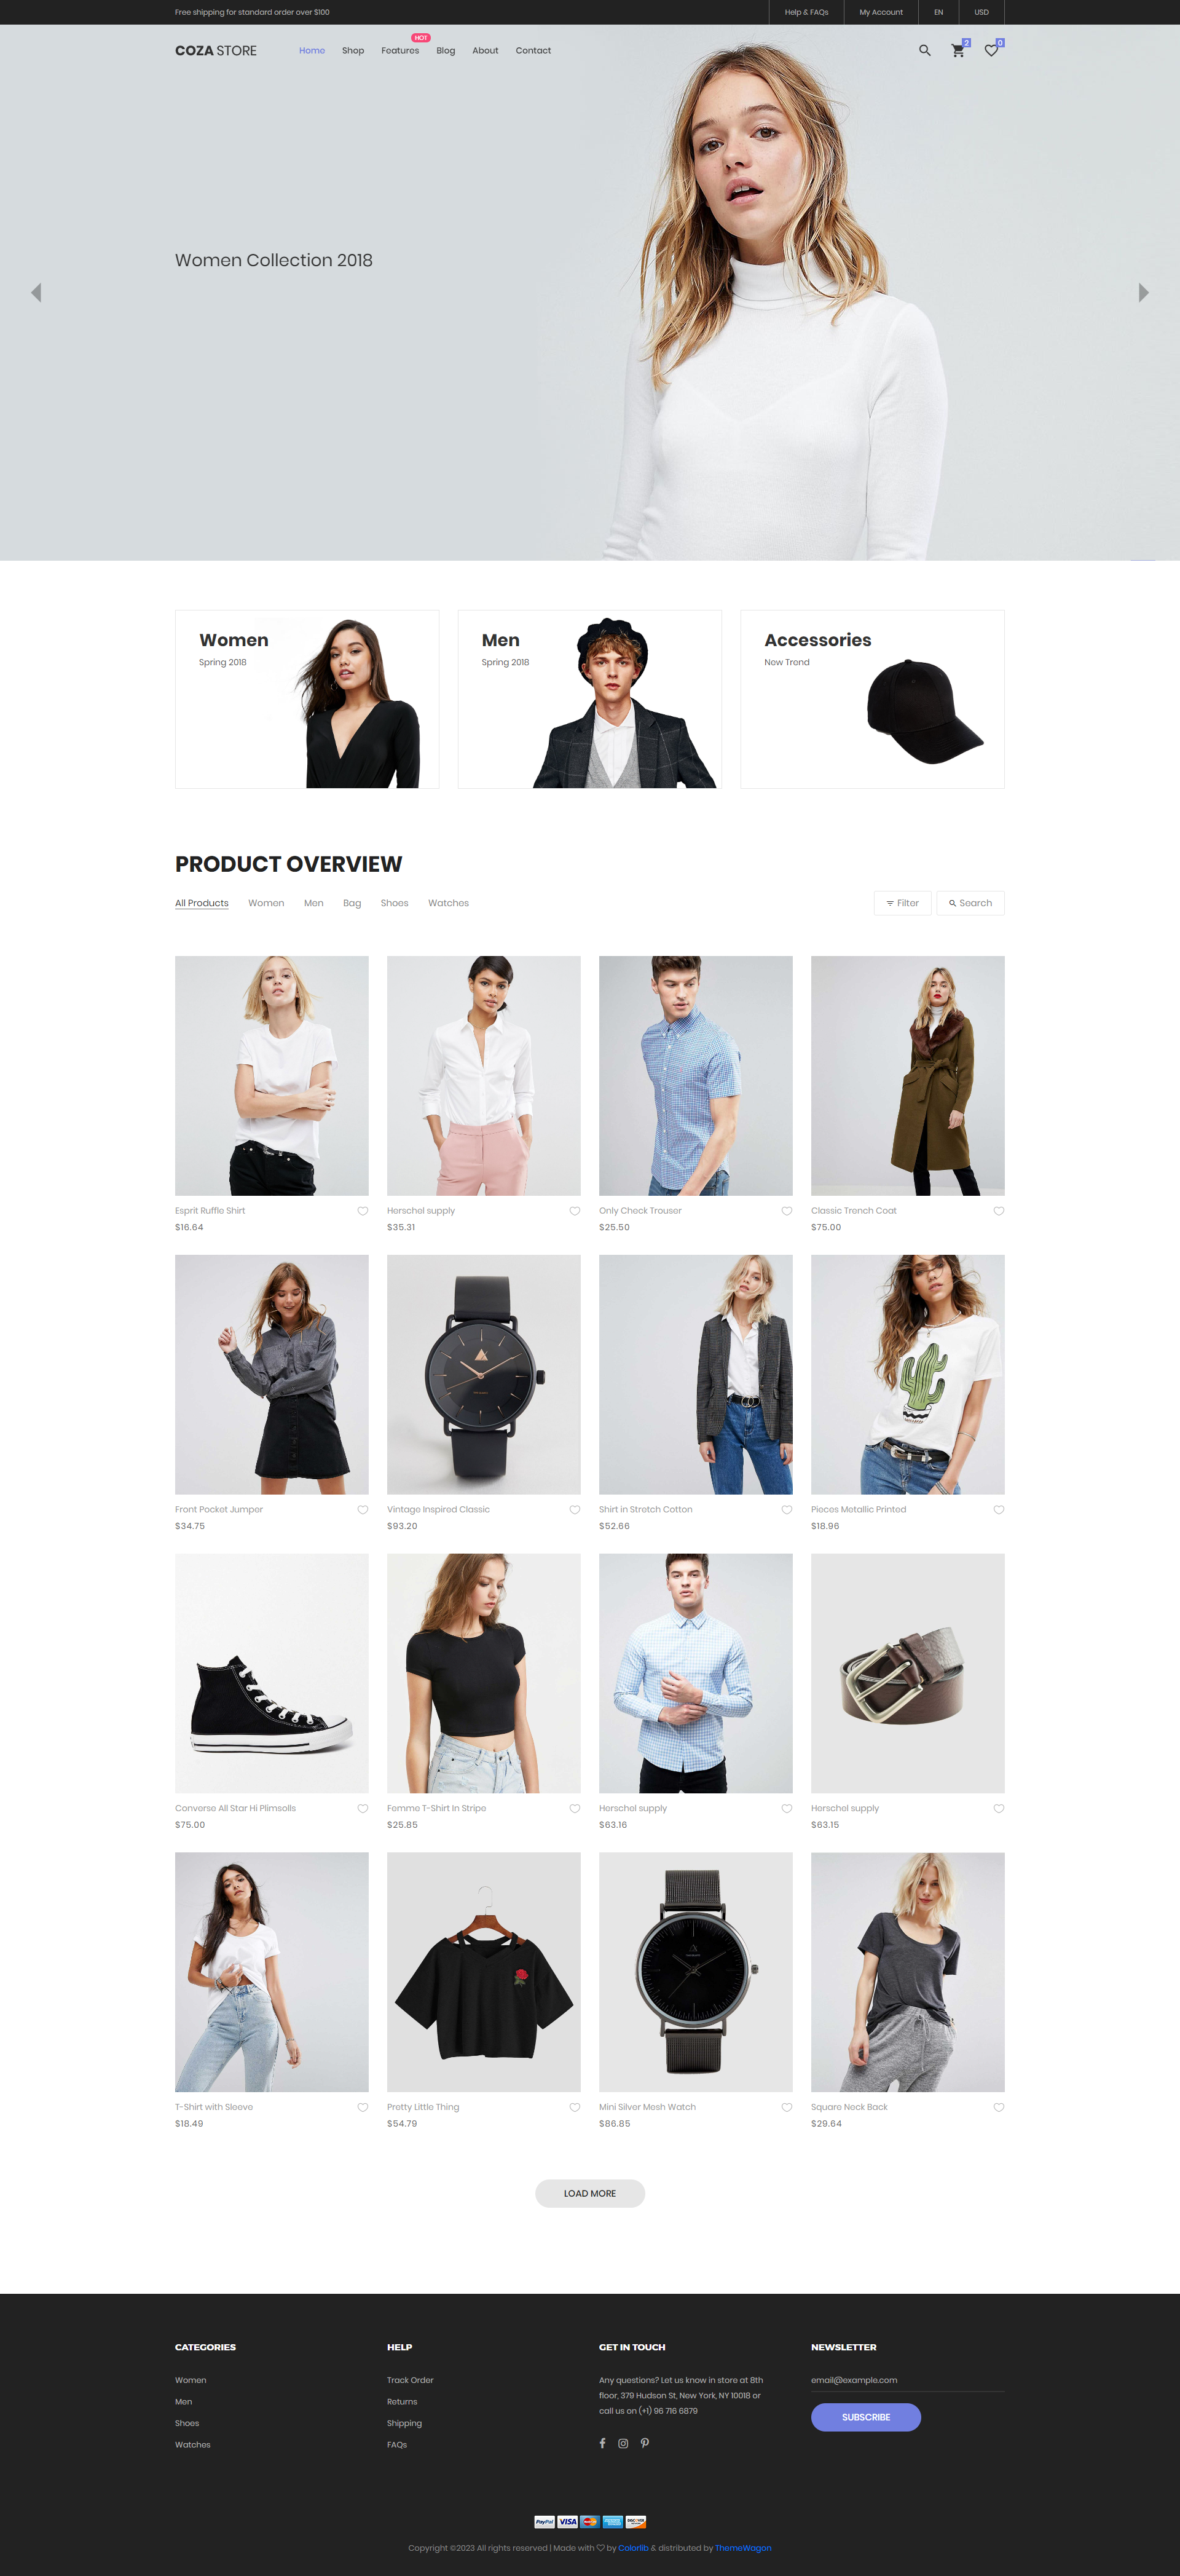 Free shipping for standard order over $100
Help & FAQs
My Account
EN
USD
COZA STORE
Home
Shop
Features
HOT
Blog
About
Contact
2
0
Women Collection 2018
Women
Spring 2018
Men
Spring 2018
Accessories
New Trend
PRODUCT OVERVIEW
All Products
Women
Men
Bag
Shoes
Watches
Filter
Search
Esprit Ruffle Shirt
$16.64
Herschel supply
$35.31
Only Check Trouser
$25.50
Classic Trench Coat
$75.00
Front Pocket Jumper
$34.75
Vintage Inspired Classic
$93.20
Shirt in Stretch Cotton
$52.66
Pieces Metallic Printed
$18.96
Converse All Star Hi Plimsolls
$75.00
Femme T-Shirt In Stripe
$25.85
Herschel supply
$63.16
Herschel supply
$63.15
T-Shirt with Sleeve
$18.49
Pretty Little Thing
$54.79
Mini Silver Mesh Watch
$86.85
Square Neck Back
$29.64
LOAD MORE
CATEGORIES
Women
Men
Shoes
Watches
HELP
Track Order
Returns
Shipping
FAQs
GET IN TOUCH
Any questions? Let us know in store at 8th
floor, 379 Hudson St, New York, NY 10018 or
call us on (+1) 96 716 6879
NEWSLETTER
email@example.com
SUBSCRIBE
PayPal
VISA
Copyright ©2023 All rights reserved | Made with ♡ by Colorlib & distributed by ThemeWagon